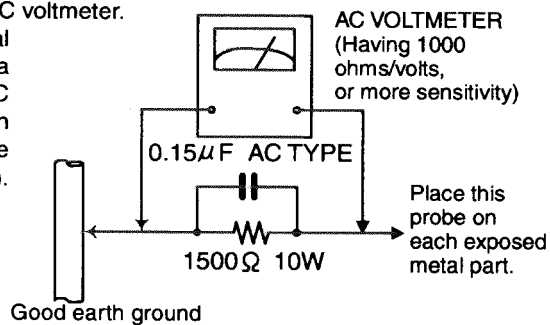 C voltmeter.
al
a
C
n
e
).
AC VOLTMETER
(Having 1000
ohms/volts,
or more sensitivity)
0.15μF AC TYPE
1500Ω 10W
Place this
probe on
each exposed
metal part.
Good earth ground